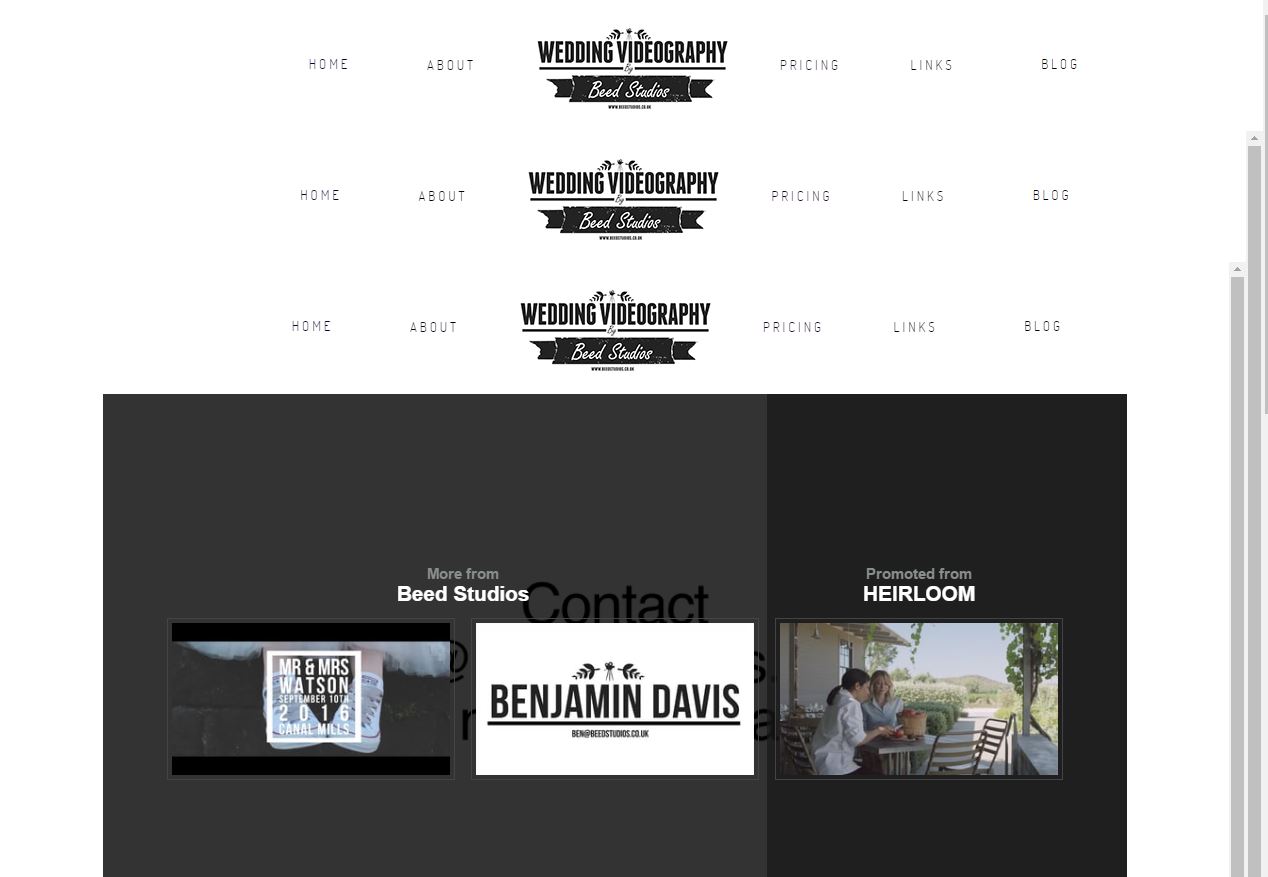 HOME
ABOUT
WEDDING VIDEOGRAPHY
By
Beed Studios
WWW.BEEDSTUDIOS.CO.UK
PRICING
LINKS
BLOG
HOME
ABOUT
WEDDING VIDEOGRAPHY
By
Beed Studios
WWW.BEEDSTUDIOS.CO.UK
PRICING
LINKS
BLOG
HOME
ABOUT
WEDDING VIDEOGRAPHY
By
Beed Studios
WWW.BEEDSTUDIOS.CO.UK
PRICING
LINKS
BLOG
More from
Beed Studios
Promoted from
HEIRLOOM
Contact
MR & MRS
WATSON
SEPTEMBER 10TH
2016
CANAL MILLS
BENJAMIN DAVIS
BEN@BEEDSTUDIOS.CO.UK